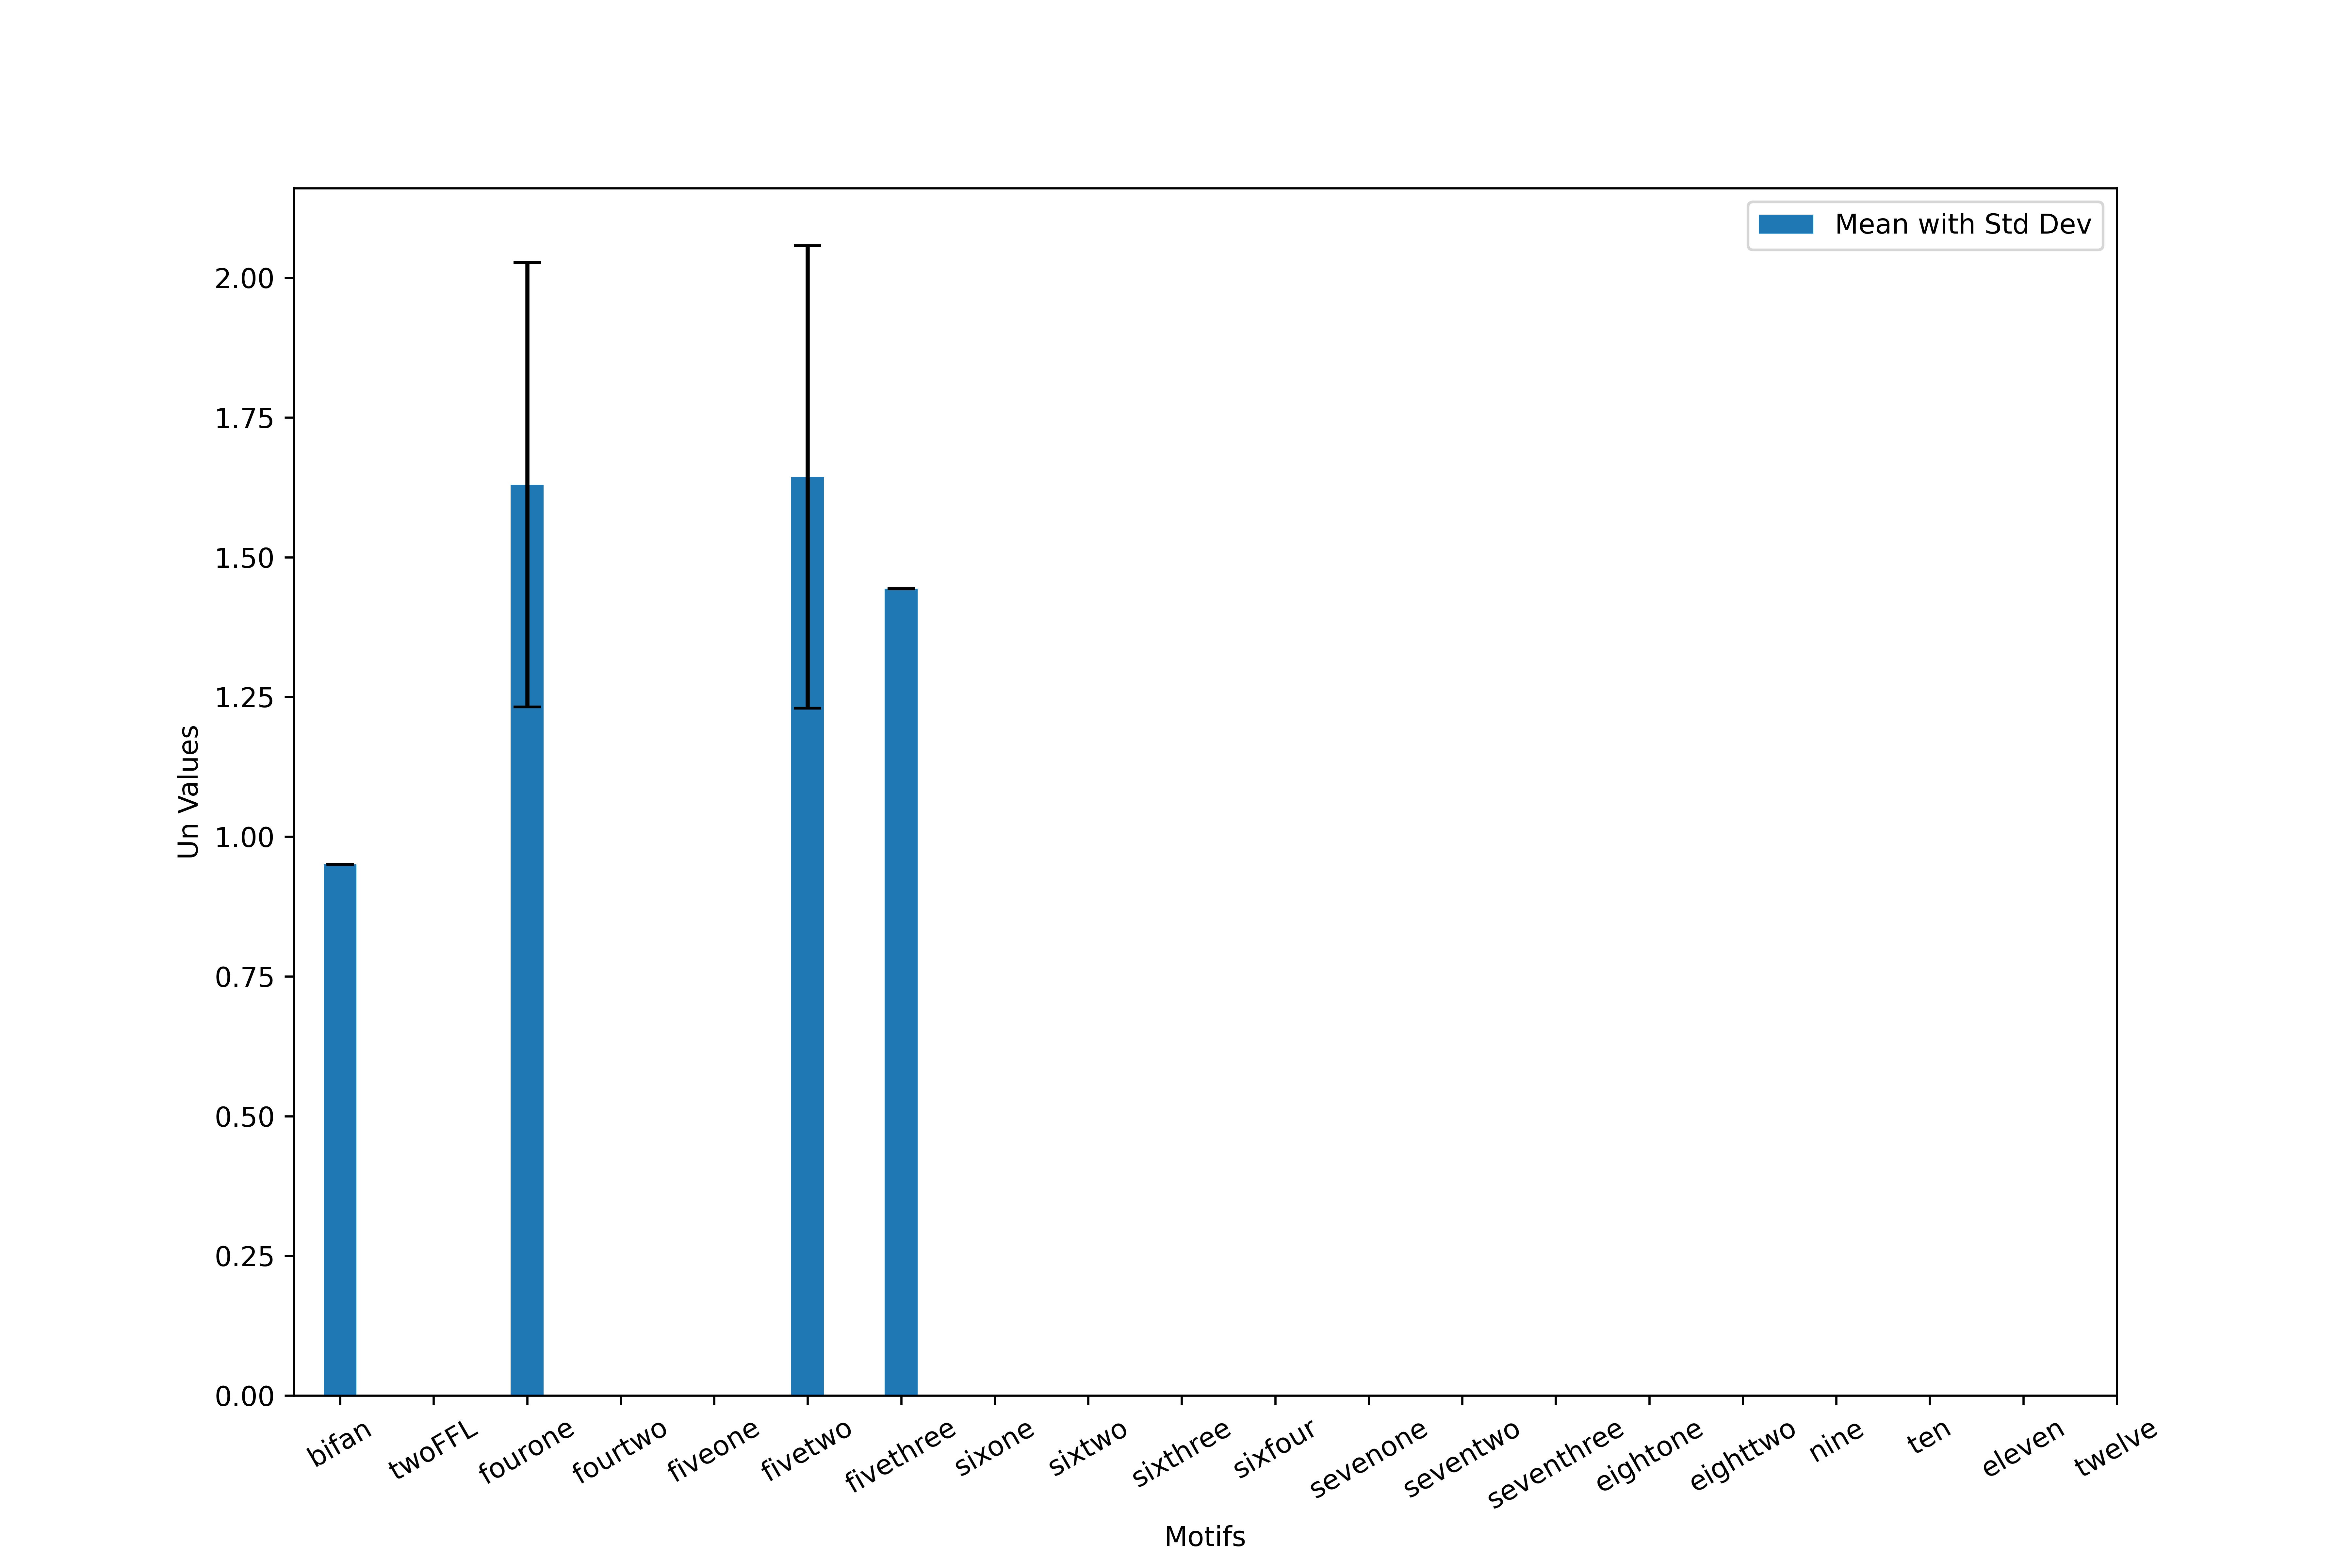 Mean with Std Dev
2.00
1.75
1.50
1.25
1.00
0.75
0.50
0.25
0.00
Un Values
bifan
twoFFL
fourone
fourtwo
fiveone
fivetwo
fivethree
sixone
sixtwo
sixthree
sixfour
sevenone
seventwo
seventhree
eightone
eighttwo
nine
ten
eleven
twelve
Motifs